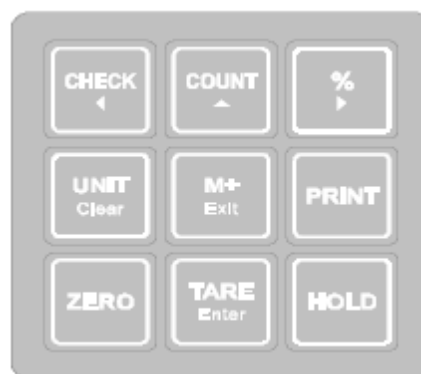 CHECK COUNT %
◄ ▲ ►
UNIT M+ PRINT
Clear Exit
ZERO TARE HOLD
Enter